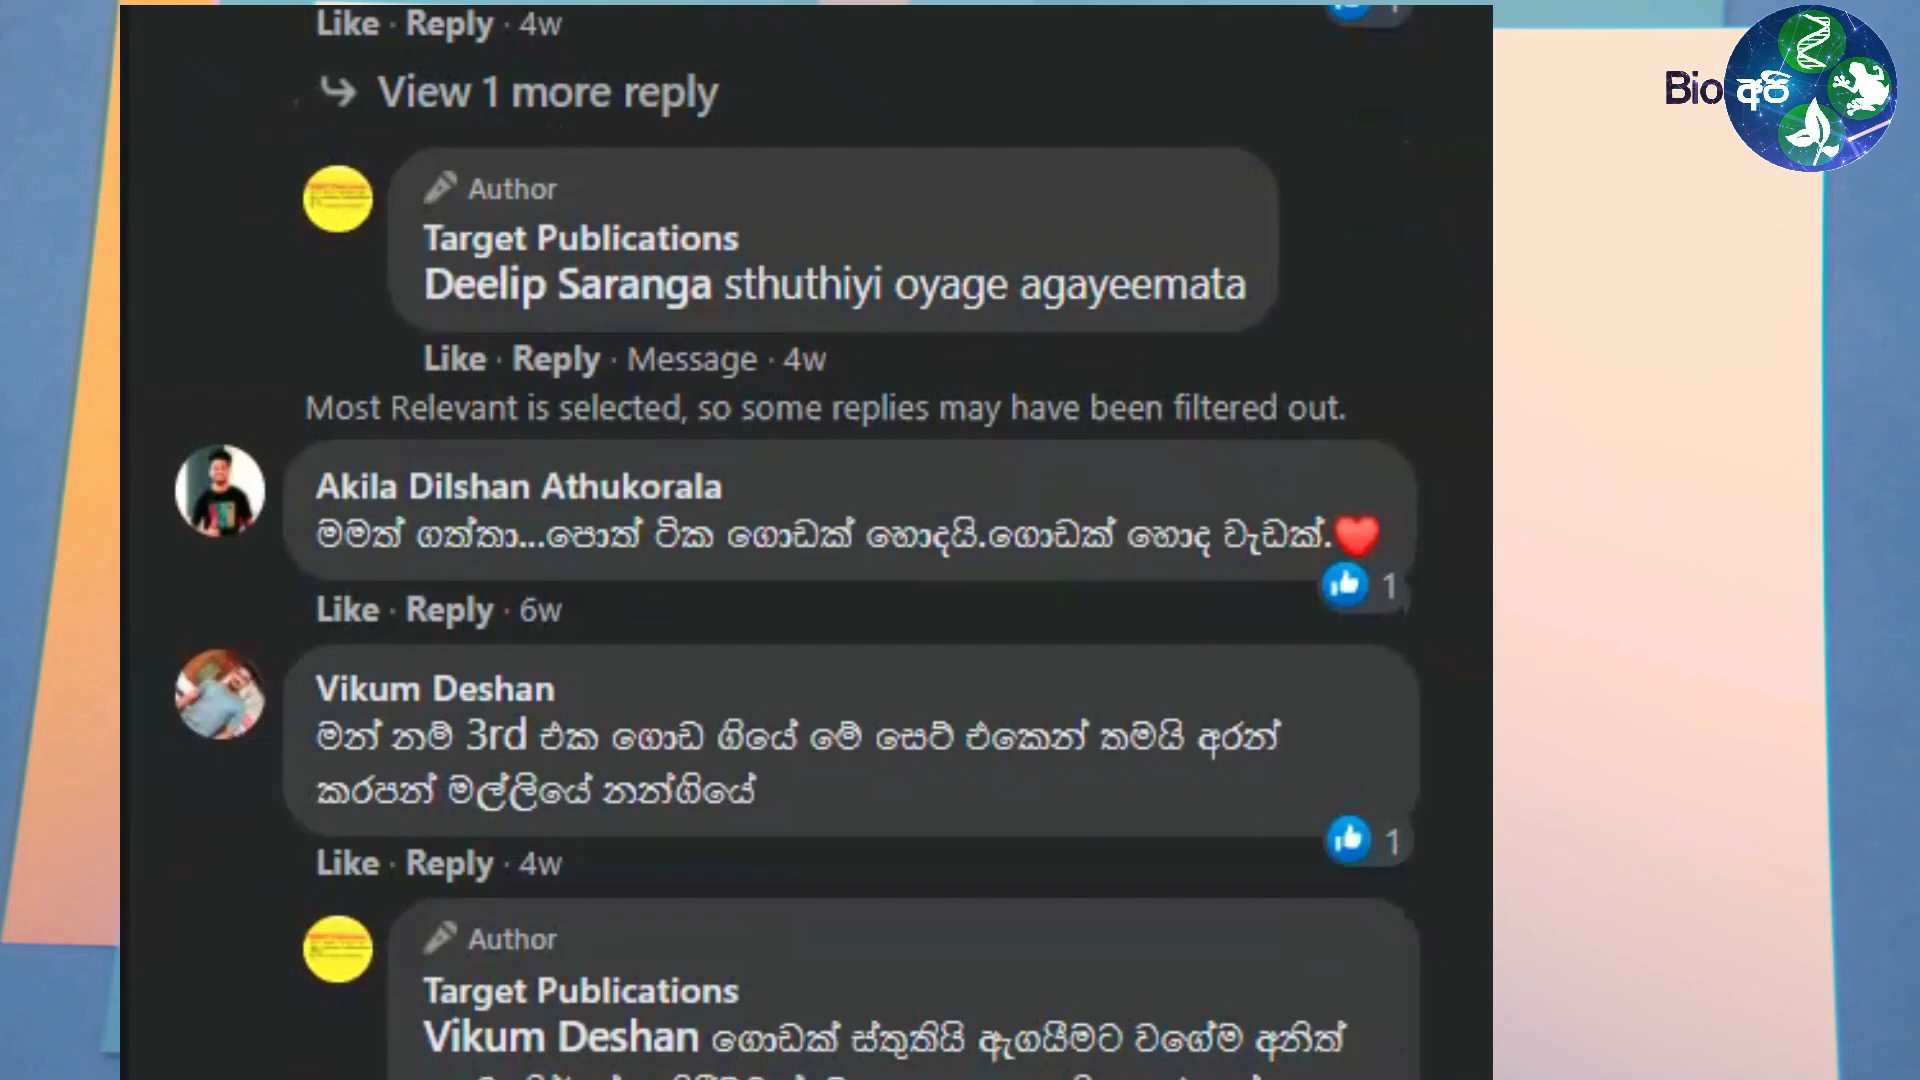 Like · Reply · 4w
View 1 more reply
Bio අපි
Author
Target Publications
Deelip Saranga sthuthiyi oyage agayeemata
Like · Reply · Message · 4w
Most Relevant is selected, so some replies may have been filtered out.
Akila Dilshan Athukorala
මමත් ගත්තා...පොත් ටික ගොඩක් හොදයි.ගොඩක් හොද වැඩක්.❤️
1
Like · Reply · 6w
Vikum Deshan
මන් නම් 3rd එක ගොඩ ගියේ මේ සෙට් එකෙන් තමයි අරන්
කරපන් මල්ලියේ නන්ගියේ
1
Like · Reply · 4w
Author
Target Publications
Vikum Deshan ගොඩක් ස්තුතියි ඇගයීමට වගේම අනිත්